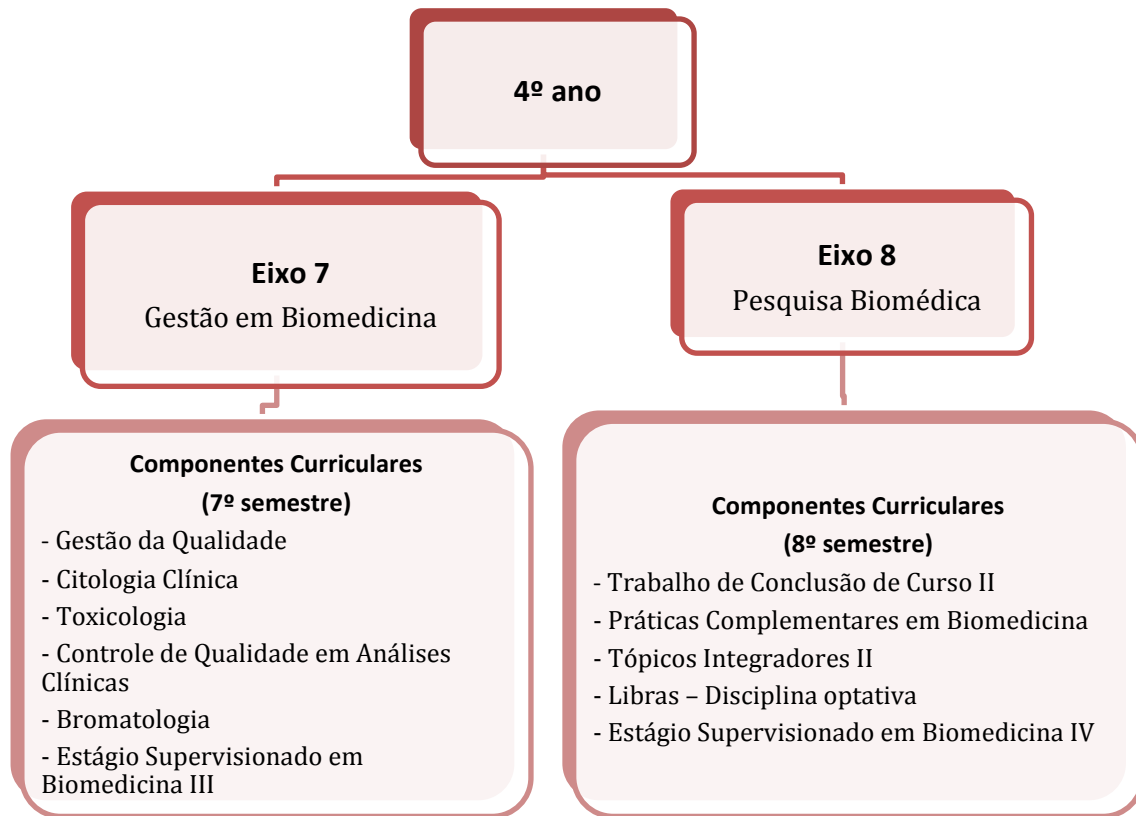 4º ano
Eixo 7
Gestão em Biomedicina
Eixo 8
Pesquisa Biomédica
Componentes Curriculares
(7º semestre)
- Gestão da Qualidade
- Citologia Clínica
- Toxicologia
- Controle de Qualidade em Análises
Clínicas
- Bromatologia
- Estágio Supervisionado em
Biomedicina III
Componentes Curriculares
(8º semestre)
- Trabalho de Conclusão de Curso II
- Práticas Complementares em Biomedicina
- Tópicos Integradores II
- Libras – Disciplina optativa
- Estágio Supervisionado em Biomedicina IV